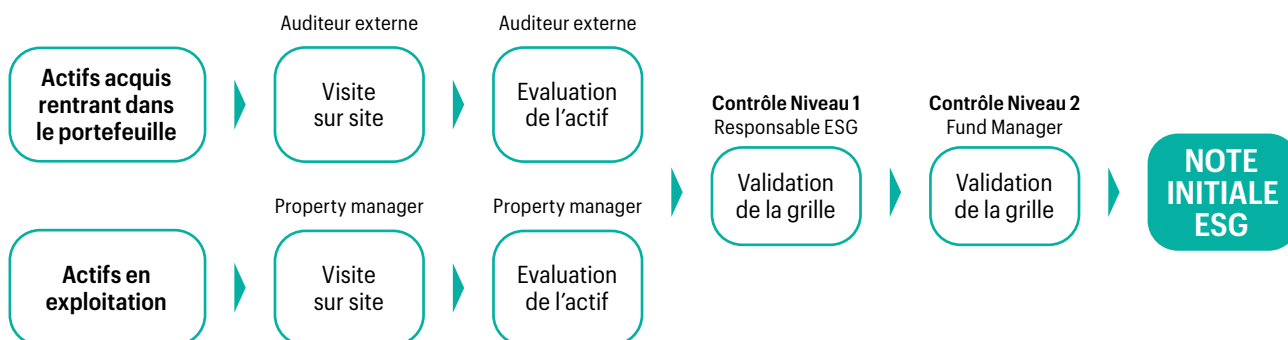 Auditeur externe
Auditeur externe
Actifs acquis
rentrant dans
le portefeuille
Visite
sur site
Evaluation
de l'actif
Property manager
Property manager
Actifs en
exploitation
Visite
sur site
Evaluation
de l'actif
Contrôle Niveau 1
Responsable ESG
Validation
de la grille
Contrôle Niveau 2
Fund Manager
Validation
de la grille
NOTE
INITIALE
ESG